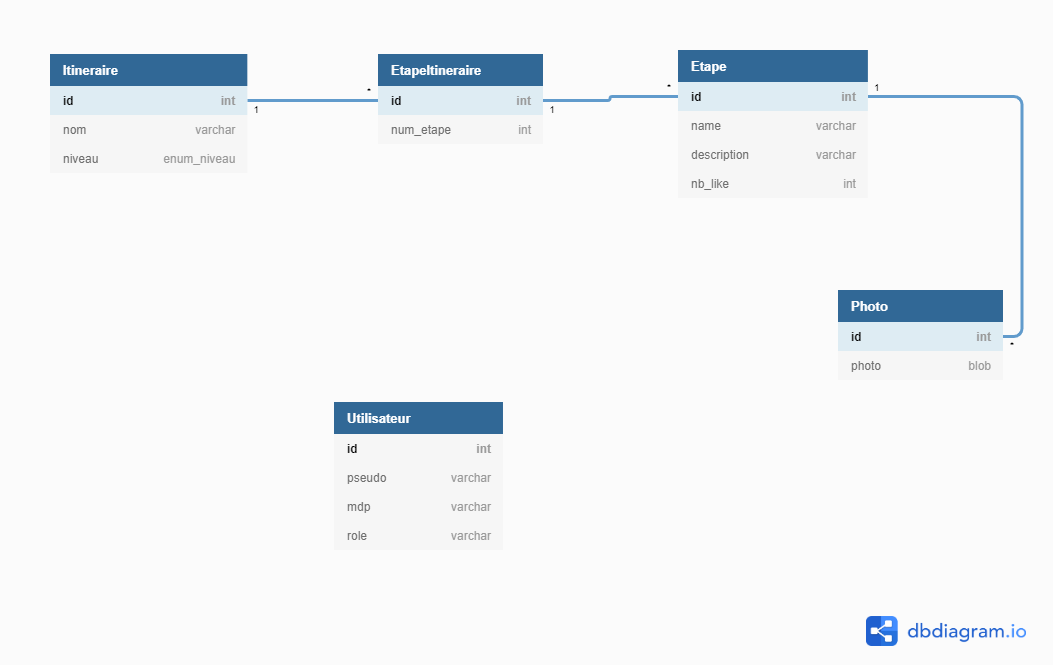 Itineraire
id int
nom varchar
niveau enum_niveau
1
*
EtapeItineraire
id int
num_etape int
1
*
Etape
id int
name varchar
description varchar
nb_like int
1
Photo
id int
photo blob
*
Utilisateur
id int
pseudo varchar
mdp varchar
role varchar
dbdiagram.io